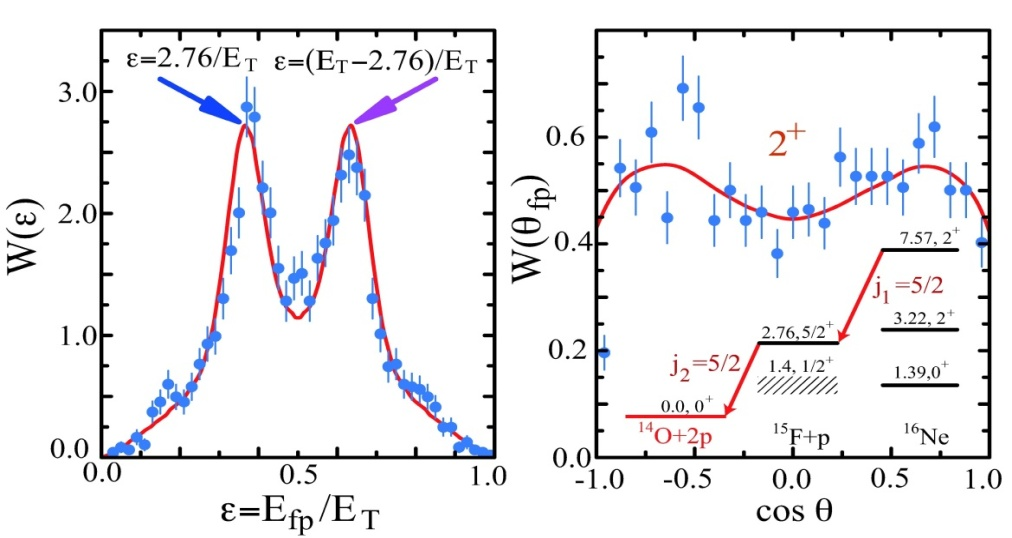 ε=2.76/E_T ε=(E_T−2.76)/E_T
3.0
2.0
1.0
0.0
W(ε)
0.0 0.5 1.0
ε=E_fp/E_T
0.6
0.4
0.2
0.0
W(θ_fp)
2⁺
7.57, 2⁺
j₁=5/2
3.22, 2⁺
2.76,5/2⁺
j₂=5/2
1.4, 1/2⁺
1.39,0⁺
0.0, 0⁺
¹⁴O+2p ¹⁵F+p ¹⁶Ne
-1.0 -0.5 0.0 0.5 1.0
cos θ